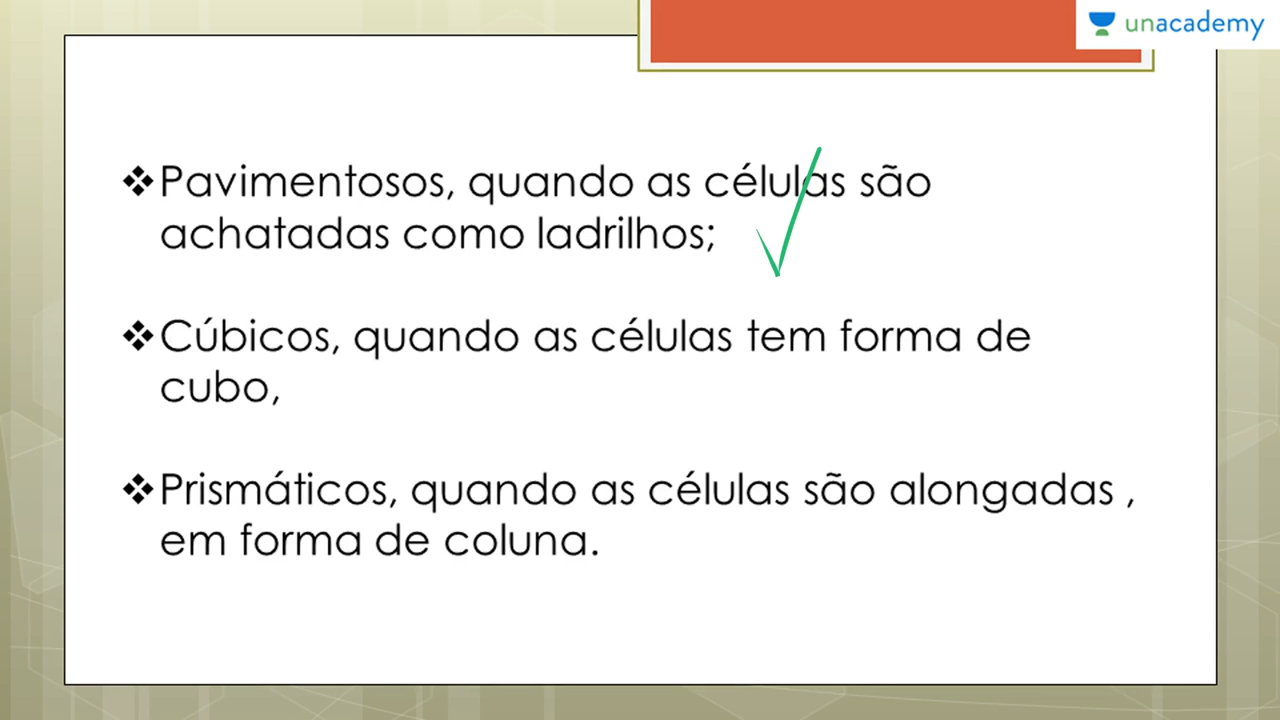 unacademy
❖Pavimentosos, quando as células são
achatadas como ladrilhos;
❖Cúbicos, quando as células tem forma de
cubo,
❖Prismáticos, quando as células são alongadas ,
em forma de coluna.